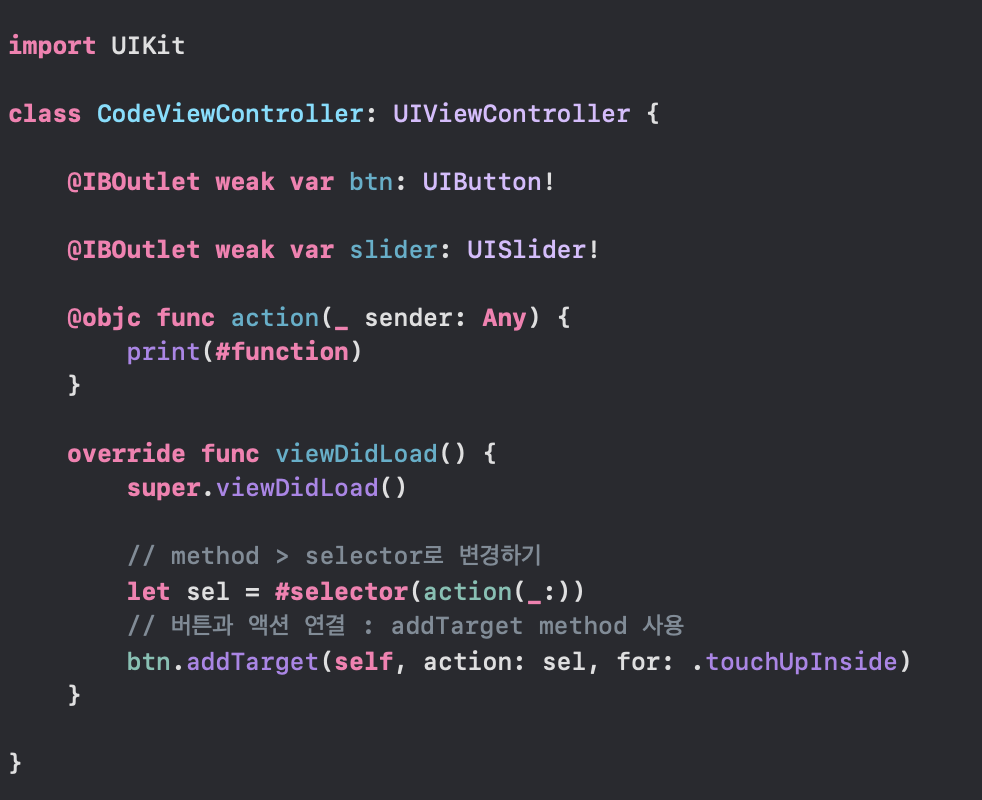 import UIKit
class CodeViewController: UIViewController {
@IBOutlet weak var btn: UIButton!
@IBOutlet weak var slider: UISlider!
@objc func action(_ sender: Any) {
print(#function)
}
override func viewDidLoad() {
super.viewDidLoad()
// method > selector로 변경하기
let sel = #selector(action(_:))
// 버튼과 액션 연결 : addTarget method 사용
btn.addTarget(self, action: sel, for: .touchUpInside)
}
}